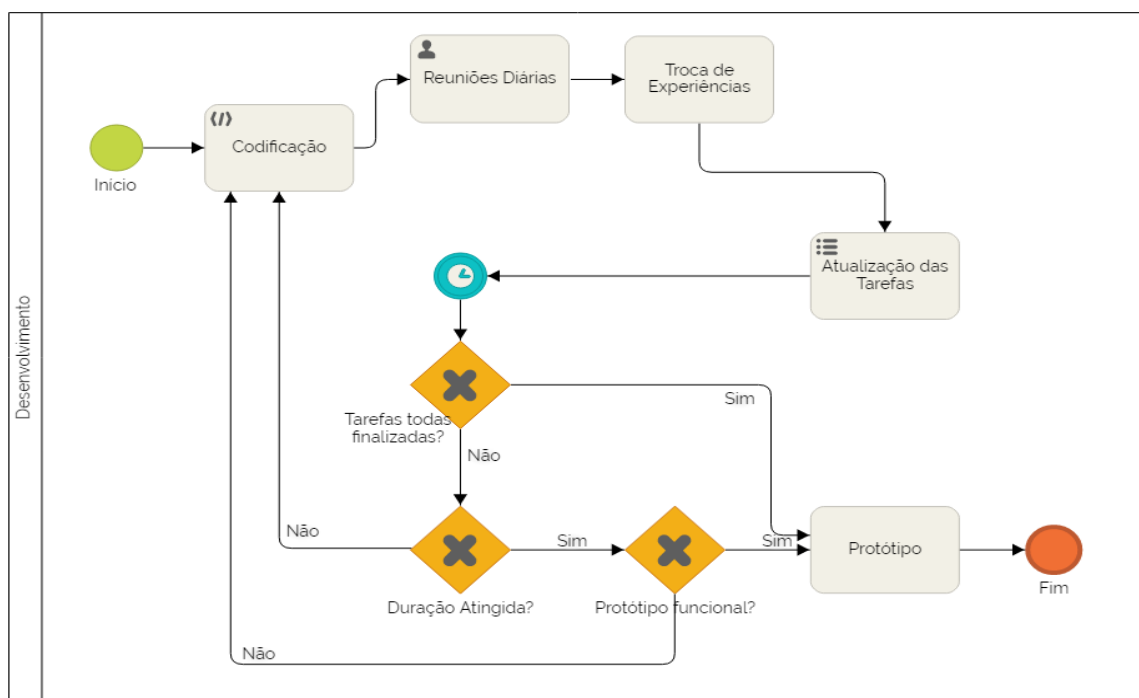 Desenvolvimento
Início
Codificação
Reuniões Diárias
Troca de
Experiências
Atualização das
Tarefas
Tarefas todas
finalizadas?
Sim
Não
Não
Duração Atingida?
Sim
Protótipo funcional?
Sim
Protótipo
Fim
Não